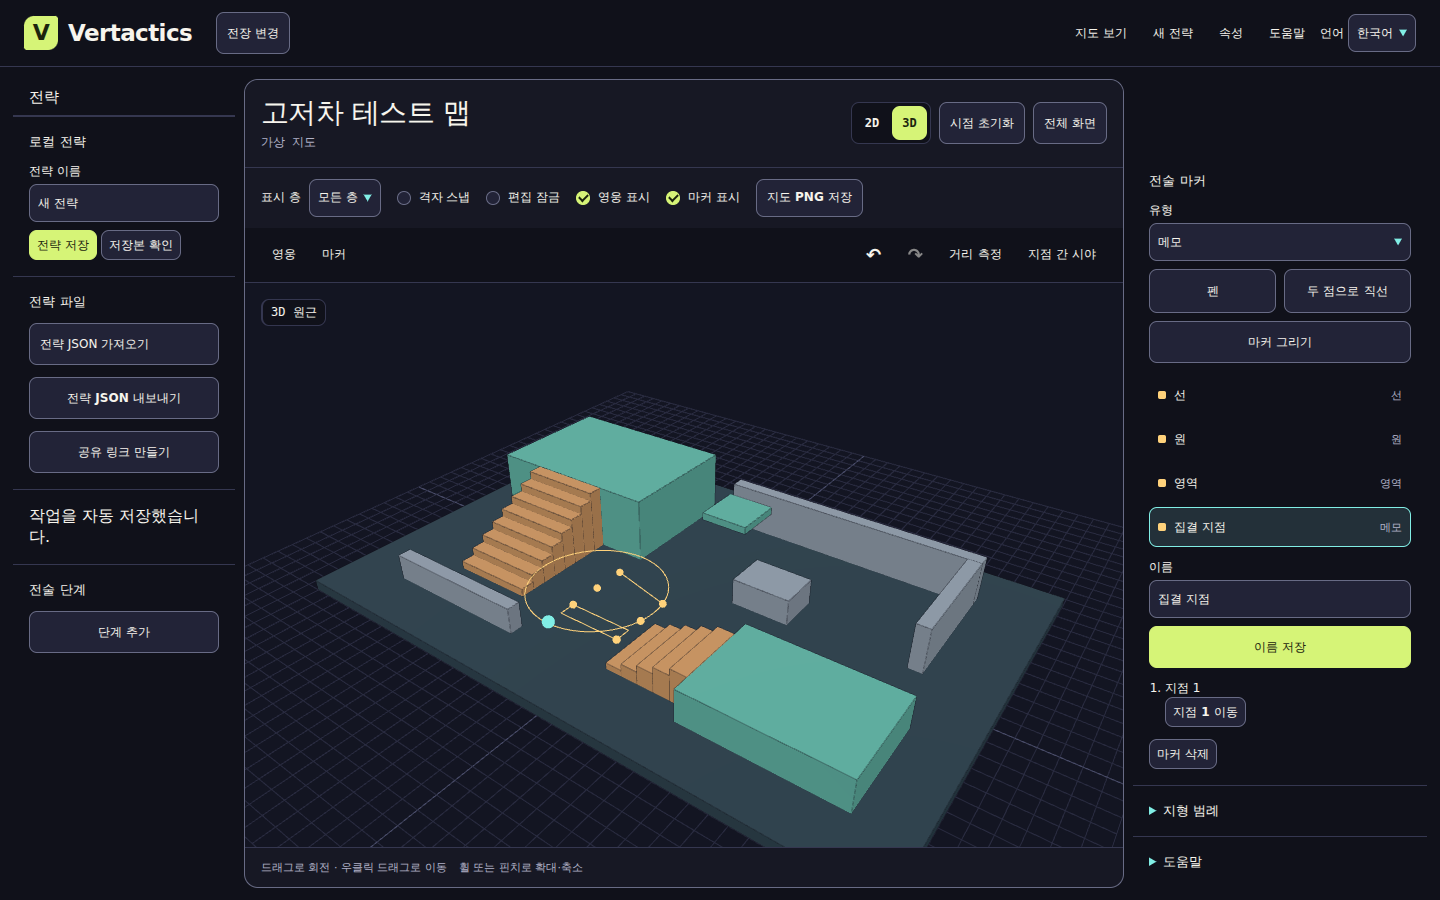 V Vertactics
전장 변경
지도 보기
새 전략
속성
도움말
언어
한국어
전략
로컬 전략
전략 이름
새 전략
전략 저장
저장본 확인
전략 파일
전략 JSON 가져오기
전략 JSON 내보내기
공유 링크 만들기
작업을 자동 저장했습니
다.
전술 단계
단계 추가
고저차 테스트 맵
가상 지도
2D
3D
시점 초기화
전체 화면
표시 층
모든 층
격자 스냅
편집 잠금
영웅 표시
마커 표시
지도 PNG 저장
영웅
마커
거리 측정
지점 간 시야
3D 원근
드래그로 회전 · 우클릭 드래그로 이동
휠 또는 핀치로 확대·축소
전술 마커
유형
메모
펜
두 점으로 직선
마커 그리기
선
선
원
원
영역
영역
집결 지점
메모
이름
집결 지점
이름 저장
1. 지점 1
지점 1 이동
마커 삭제
지형 범례
도움말